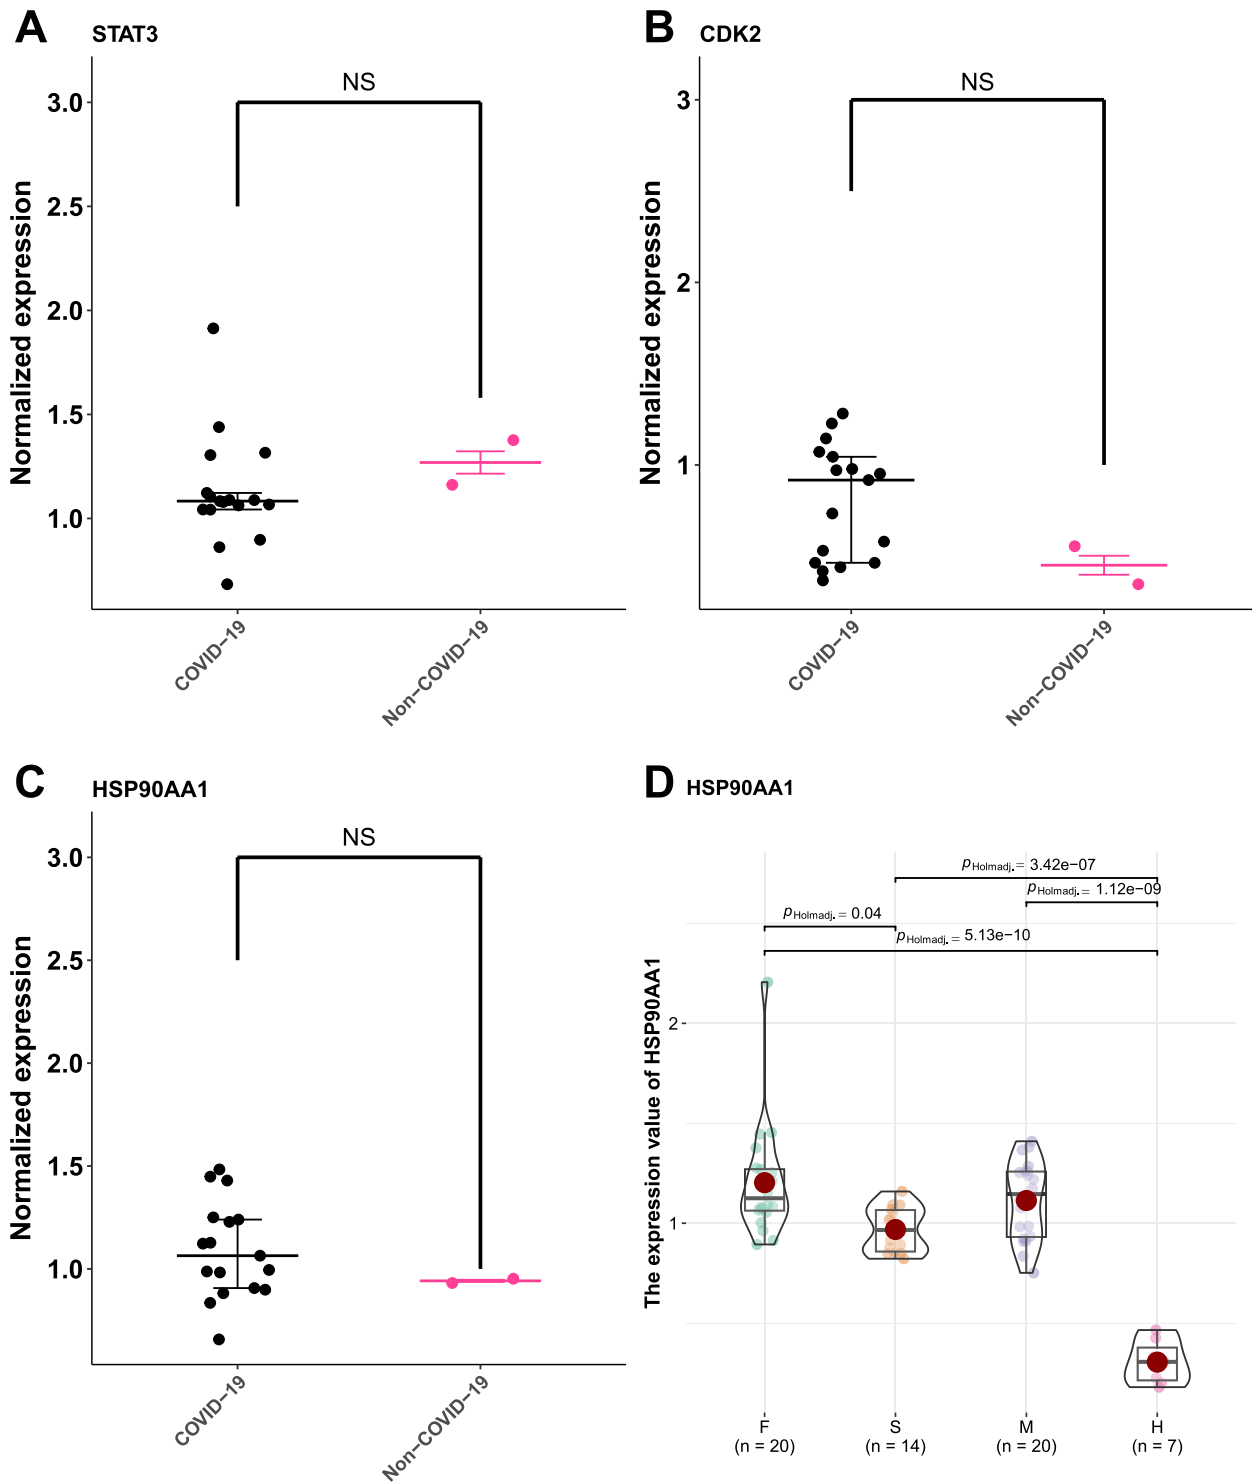 A STAT3
NS
3.0
2.5
2.0
1.5
1.0
Normalized expression
COVID−19
Non−COVID−19
B CDK2
NS
3
2
1
Normalized expression
COVID−19
Non−COVID−19
C HSP90AA1
NS
3.0
2.5
2.0
1.5
1.0
Normalized expression
COVID−19
Non−COVID−19
D HSP90AA1
pHolmadj. = 3.42e−07
pHolmadj. = 1.12e−09
pHolmadj. = 0.04
pHolmadj. = 5.13e−10
2
1
The expression value of HSP90AA1
F
(n = 20)
S
(n = 14)
M
(n = 20)
H
(n = 7)